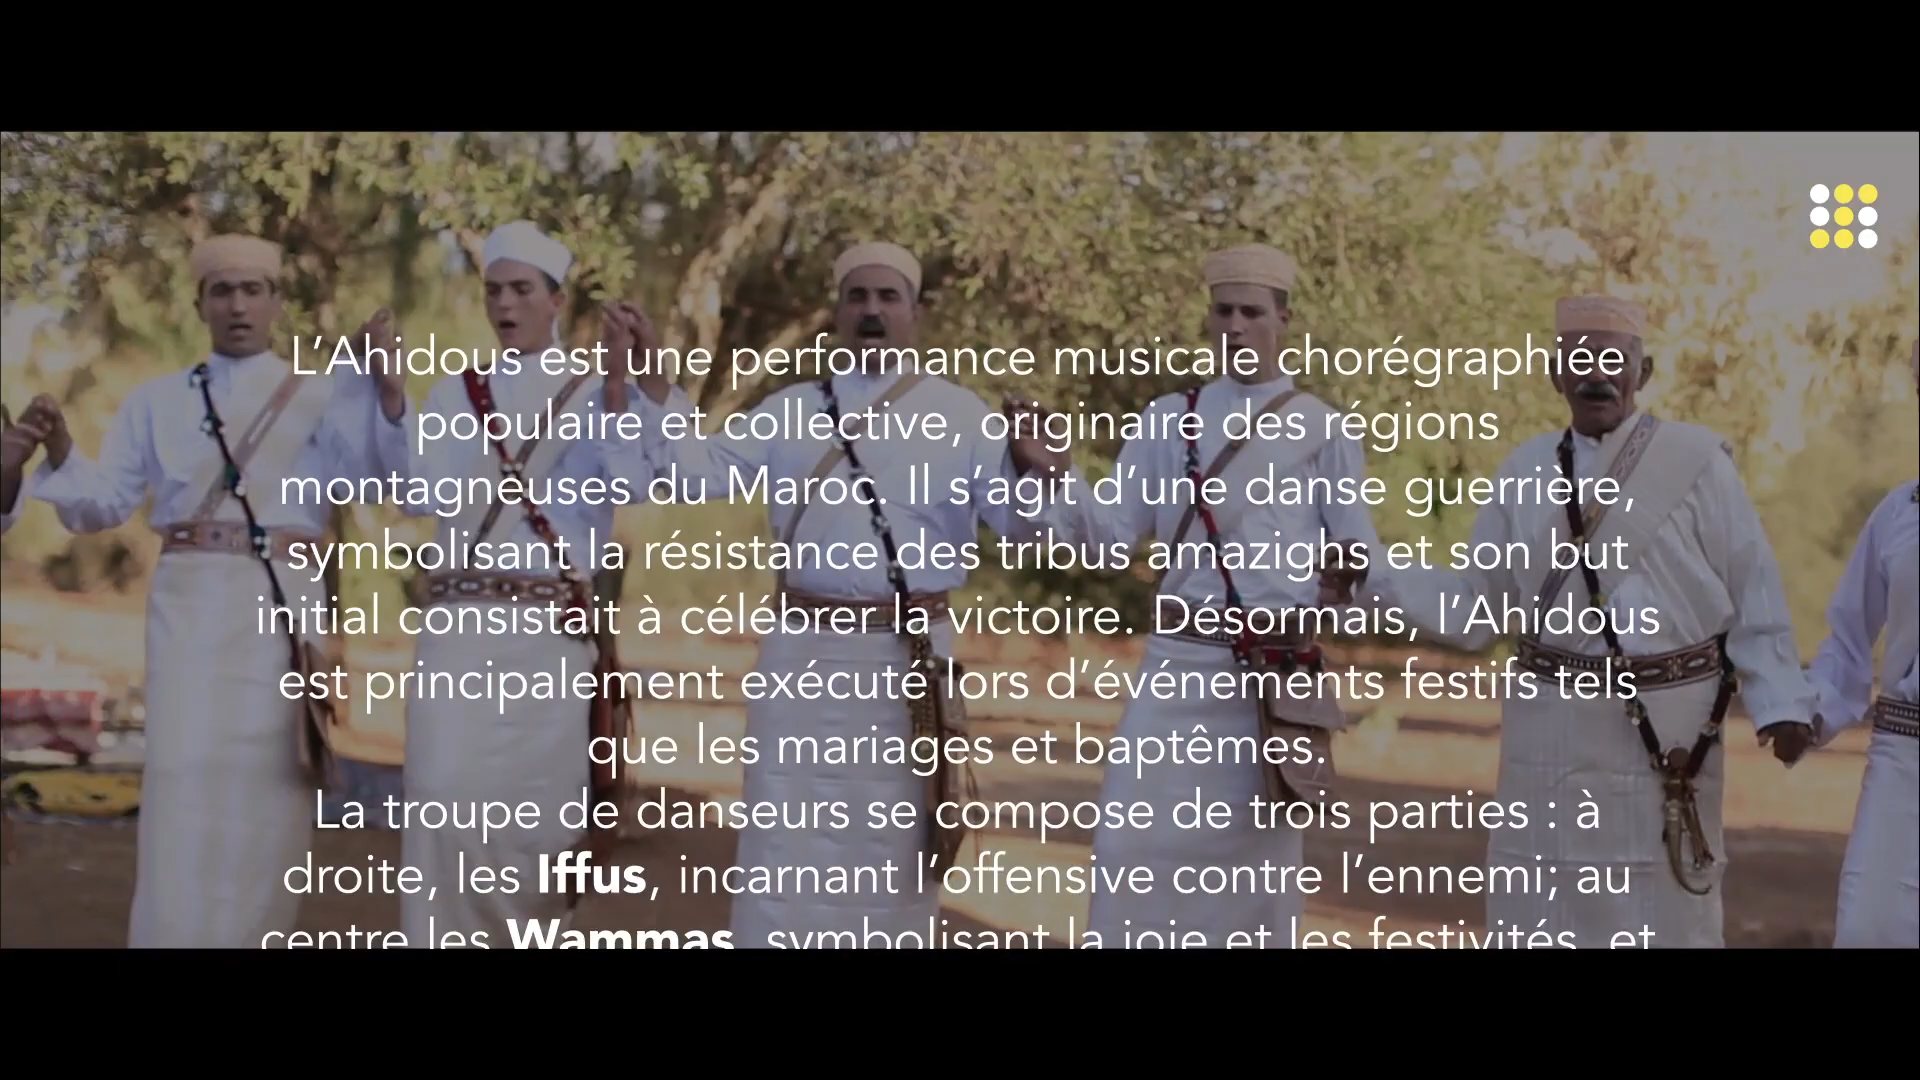 L’Ahidous est une performance musicale chorégraphiée
populaire et collective, originaire des régions
montagneuses du Maroc. Il s’agit d’une danse guerrière,
symbolisant la résistance des tribus amazighs et son but
initial consistait à célébrer la victoire. Désormais, l’Ahidous
est principalement exécuté lors d’événements festifs tels
que les mariages et baptêmes.
La troupe de danseurs se compose de trois parties : à
droite, les Iffus, incarnant l’offensive contre l’ennemi; au
centre les Wammas, symbolisant la joie et les festivités, et